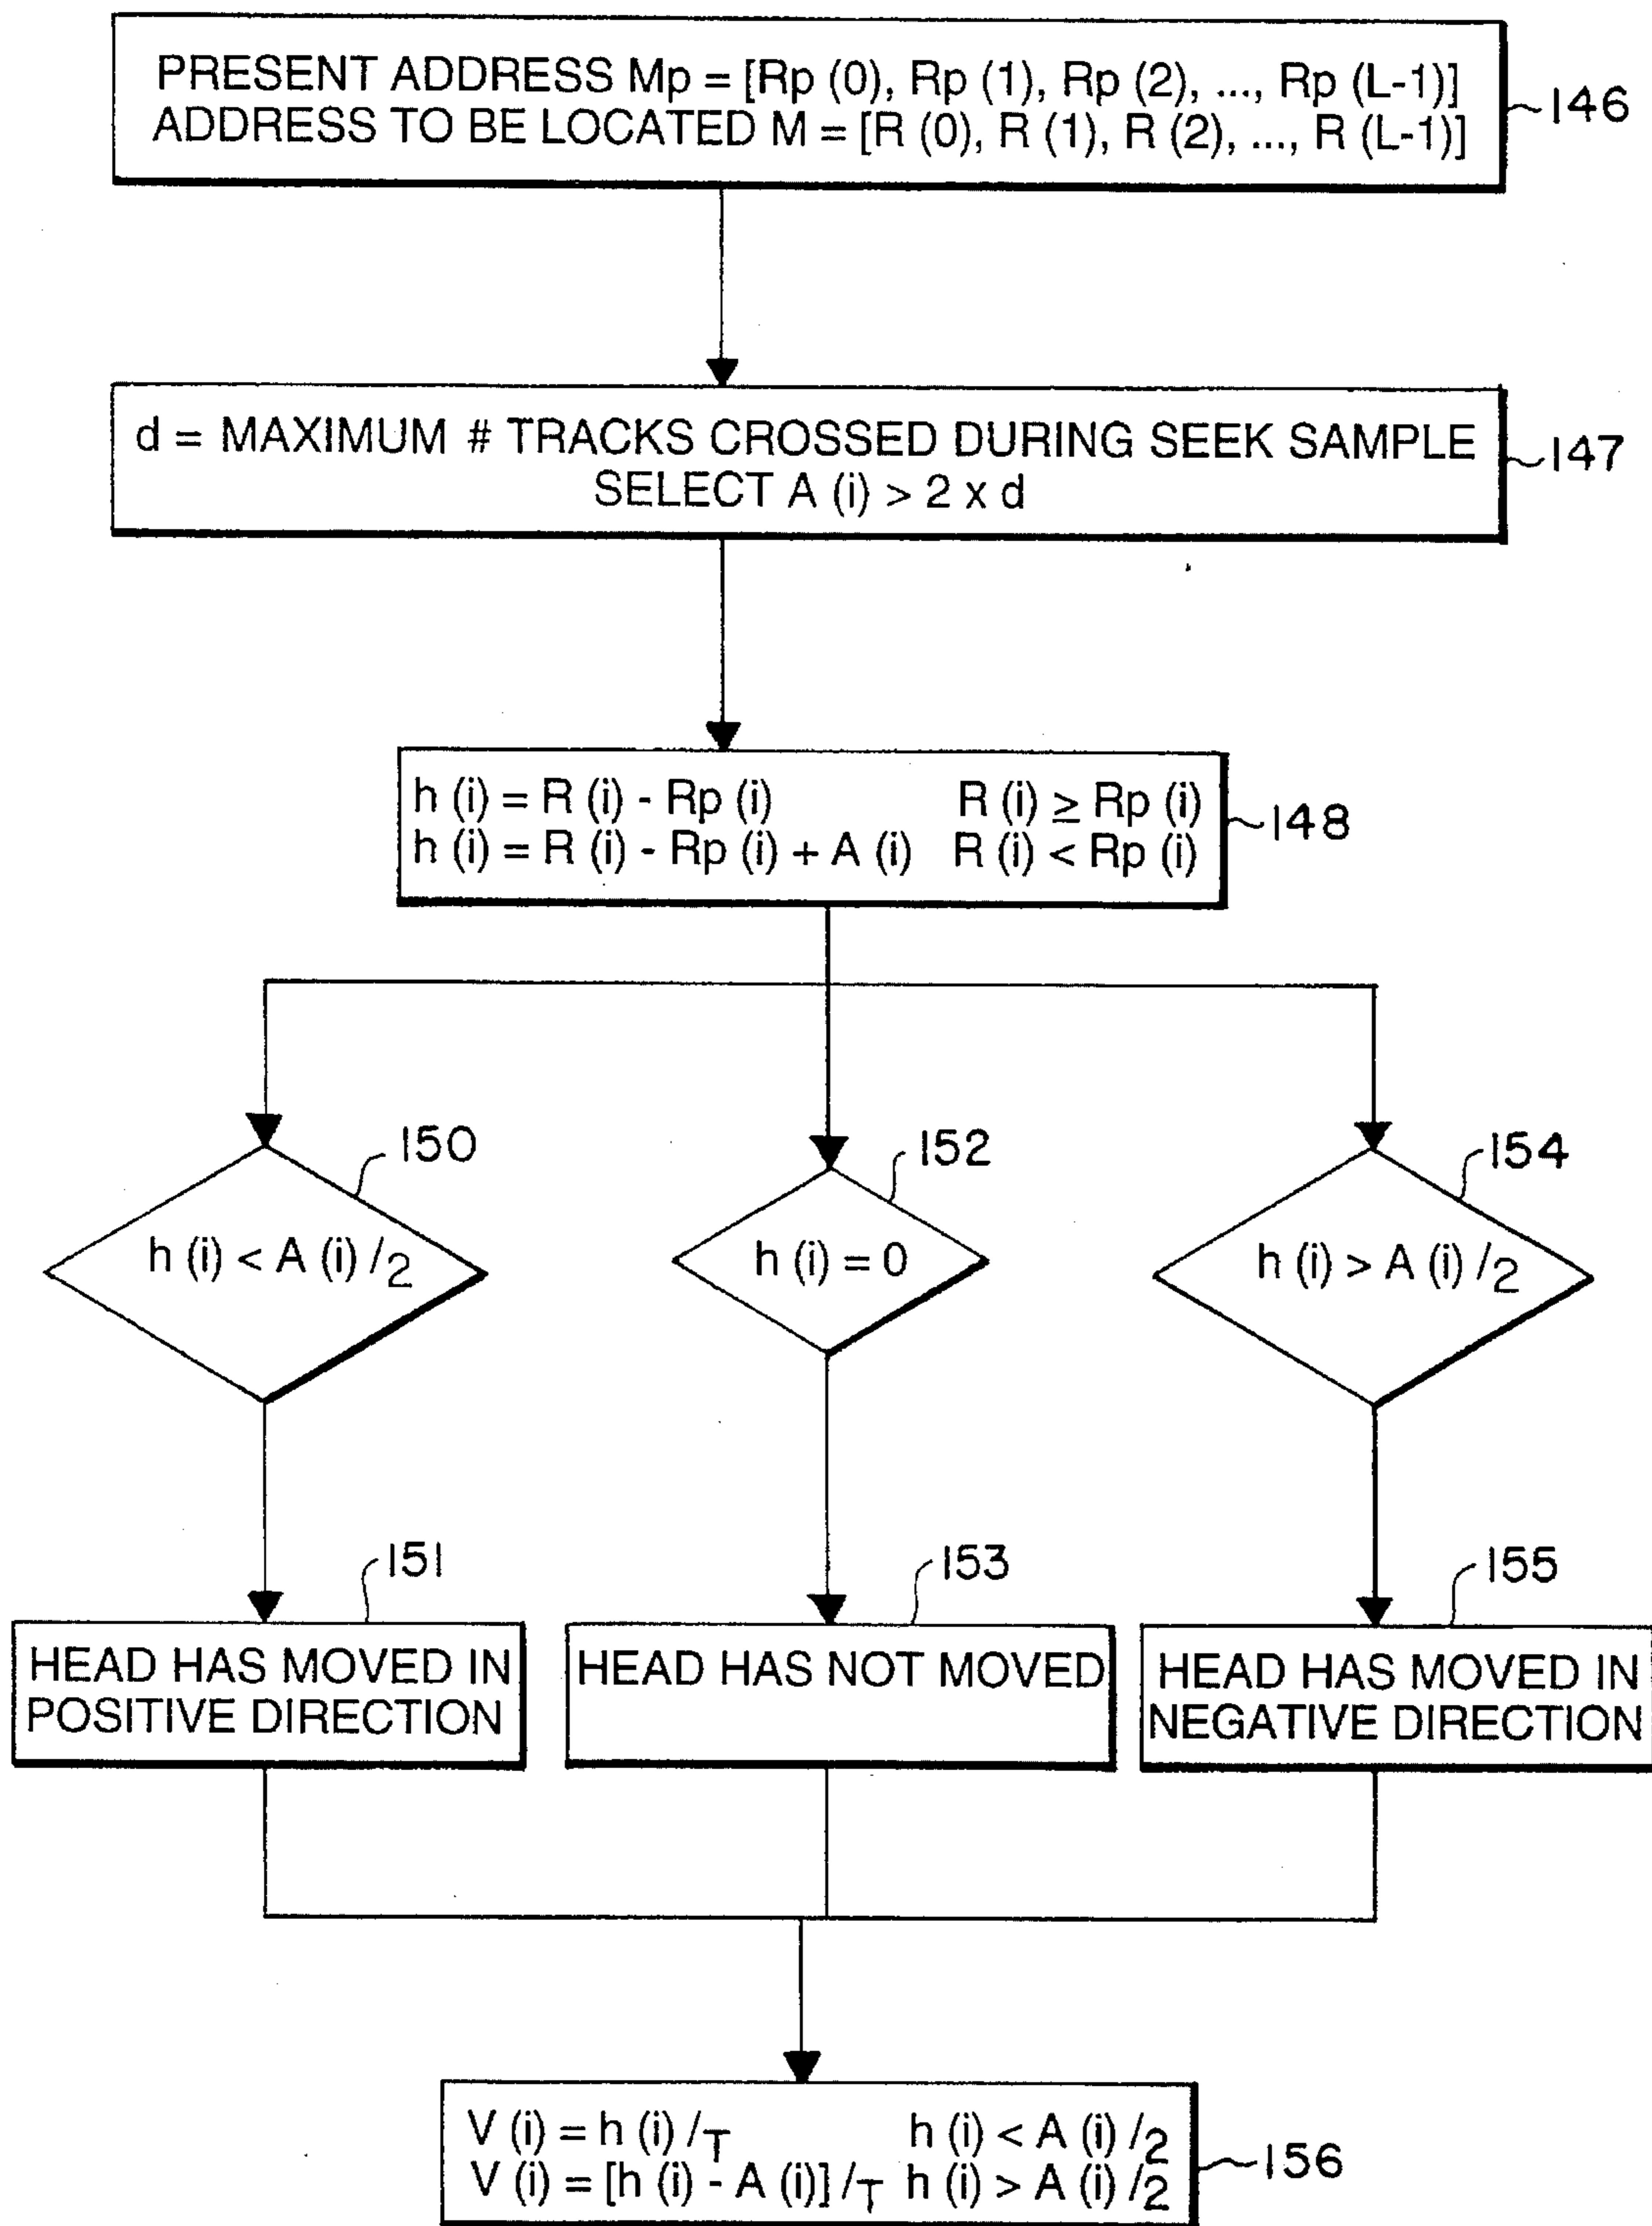 PRESENT ADDRESS Mp = [Rp (0), Rp (1), Rp (2), ..., Rp (L-1)]
ADDRESS TO BE LOCATED M = [R (0), R (1), R (2), ..., R (L-1)]
146
d = MAXIMUM # TRACKS CROSSED DURING SEEK SAMPLE
SELECT A (i) > 2 x d
147
h (i) = R (i) - Rp (i) R (i) ≥ Rp (i)
h (i) = R (i) - Rp (i) + A (i) R (i) < Rp (i)
148
150
h (i) < A (i) /2
152
h (i) = 0
154
h (i) > A (i) /2
151
HEAD HAS MOVED IN
POSITIVE DIRECTION
153
HEAD HAS NOT MOVED
155
HEAD HAS MOVED IN
NEGATIVE DIRECTION
V (i) = h (i) /T h (i) < A (i) /2
V (i) = [h (i) - A (i)] /T h (i) > A (i) /2
156